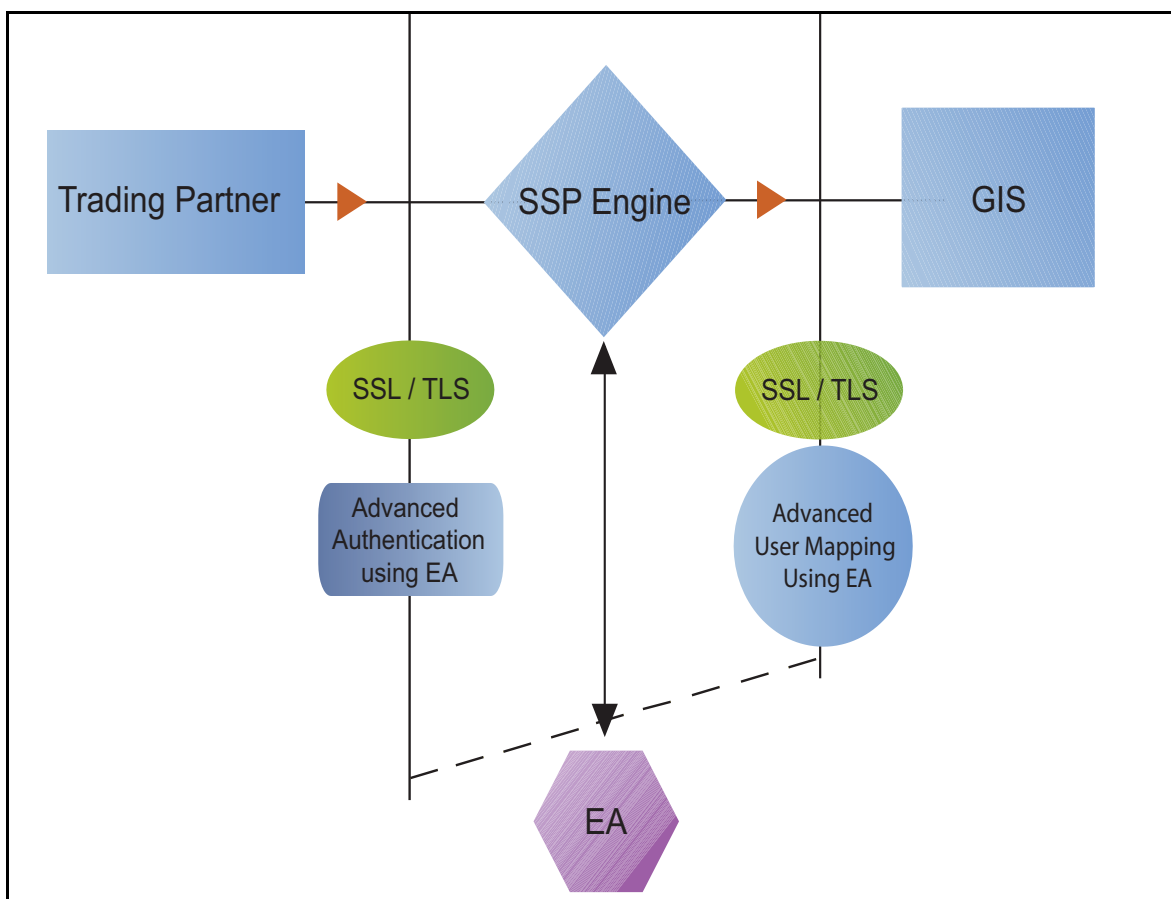 Trading Partner
SSP Engine
GIS
SSL / TLS
SSL / TLS
Advanced
Authentication
using EA
Advanced
User Mapping
Using EA
EA